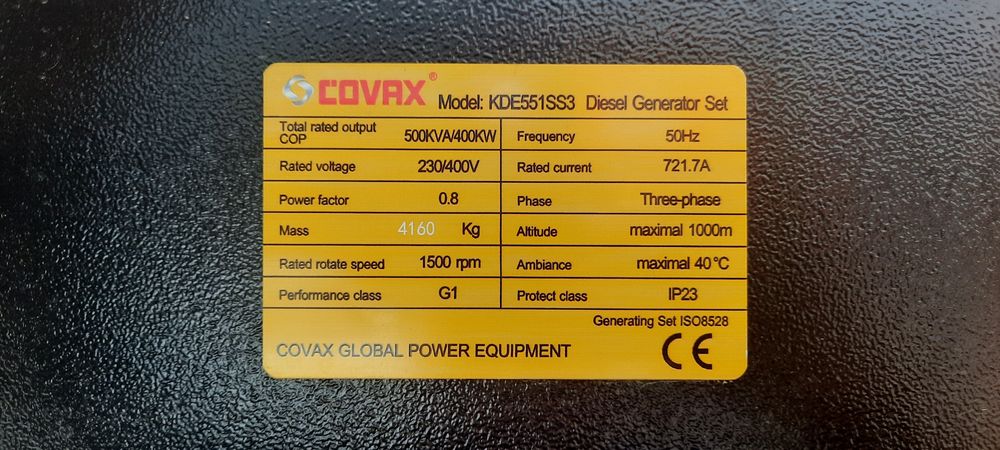 COVAX® Model: KDE551SS3 Diesel Generator Set
Total rated output
COP 500KVA/400KW Frequency 50Hz
Rated voltage 230/400V Rated current 721.7A
Power factor 0.8 Phase Three-phase
Mass 4160 Kg Altitude maximal 1000m
Rated rotate speed 1500 rpm Ambiance maximal 40°C
Performance class G1 Protect class IP23
Generating Set ISO8528
COVAX GLOBAL POWER EQUIPMENT CE